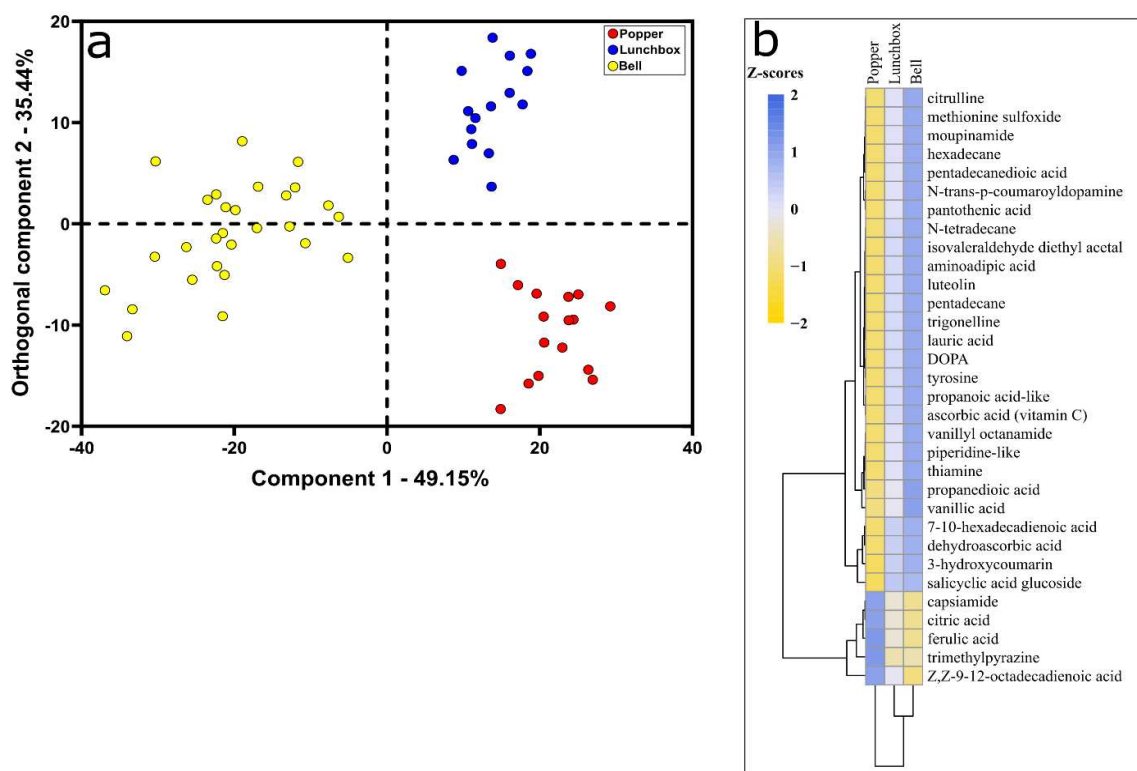 a
Popper
Lunchbox
Bell
Orthogonal component 2 - 35.44%
20
10
0
-10
-20
-40
-20
0
20
40
Component 1 - 49.15%
b
Z-scores
Popper
Lunchbox
Bell
2
1
0
−1
−2
citrulline
methionine sulfoxide
moupinamide
hexadecane
pentadecanedioic acid
N-trans-p-coumaroyldopamine
pantothenic acid
N-tetradecane
isovaleraldehyde diethyl acetal
aminoadipic acid
luteolin
pentadecane
trigonelline
lauric acid
DOPA
tyrosine
propanoic acid-like
ascorbic acid (vitamin C)
vanillyl octanamide
piperidine-like
thiamine
propanedioic acid
vanillic acid
7-10-hexadecadienoic acid
dehydroascorbic acid
3-hydroxycoumarin
salicyclic acid glucoside
capsiamide
citric acid
ferulic acid
trimethylpyrazine
Z,Z-9-12-octadecadienoic acid